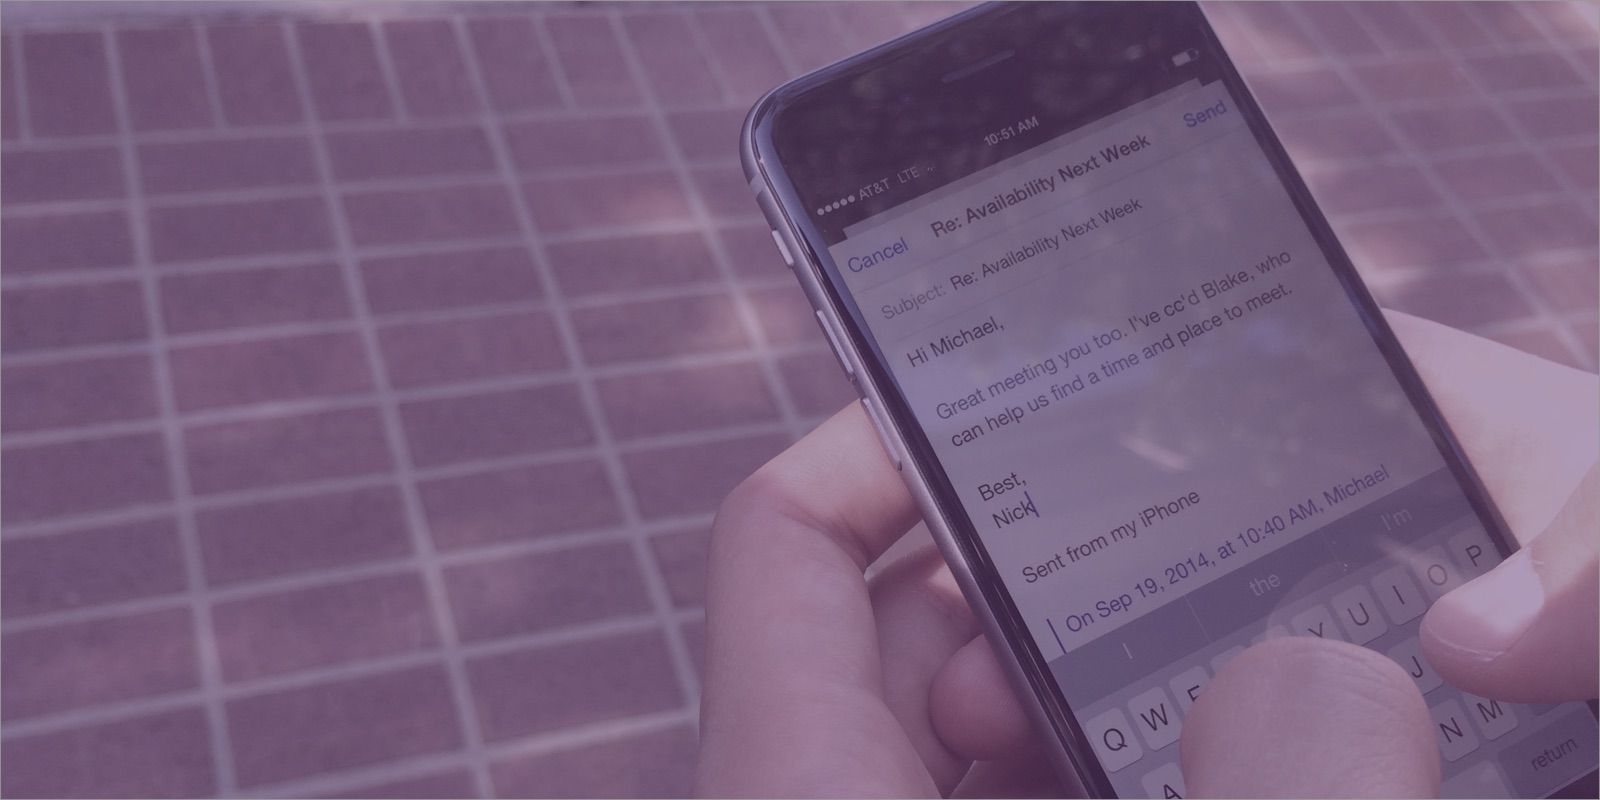 ●●●●● AT&T LTE 10:51 AM
Cancel Re: Availability Next Week Send
Subject: Re: Availability Next Week
Hi Michael,
Great meeting you too. I've cc'd Blake, who
can help us find a time and place to meet.
Best,
Nick
Sent from my iPhone
On Sep 19, 2014, at 10:40 AM, Michael
I the I'm
Q W Y U I O P
A J
N M
return